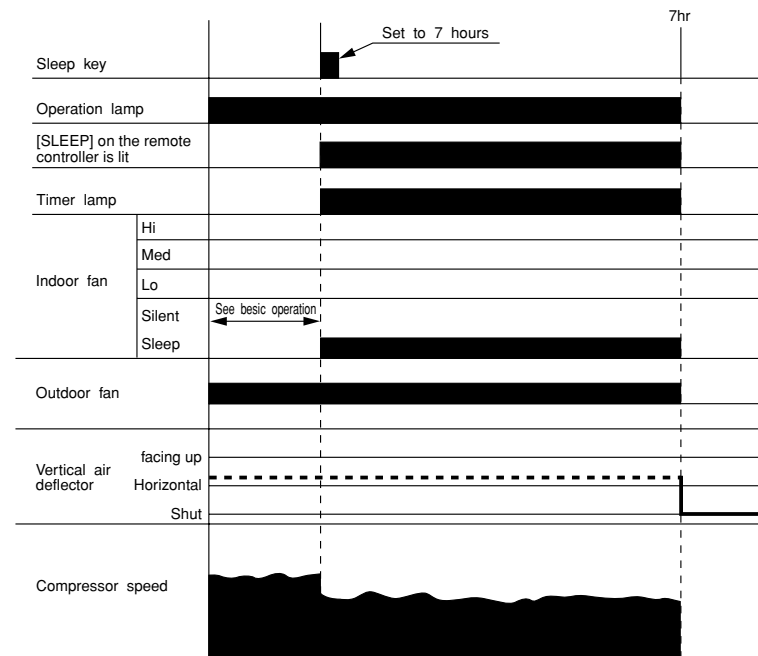 7hr
Set to 7 hours
Sleep key
Operation lamp
[SLEEP] on the remote
controller is lit
Timer lamp
Indoor fan
Hi
Med
Lo
Silent
See besic operation
Sleep
Outdoor fan
Vertical air
deflector
facing up
Horizontal
Shut
Compressor speed